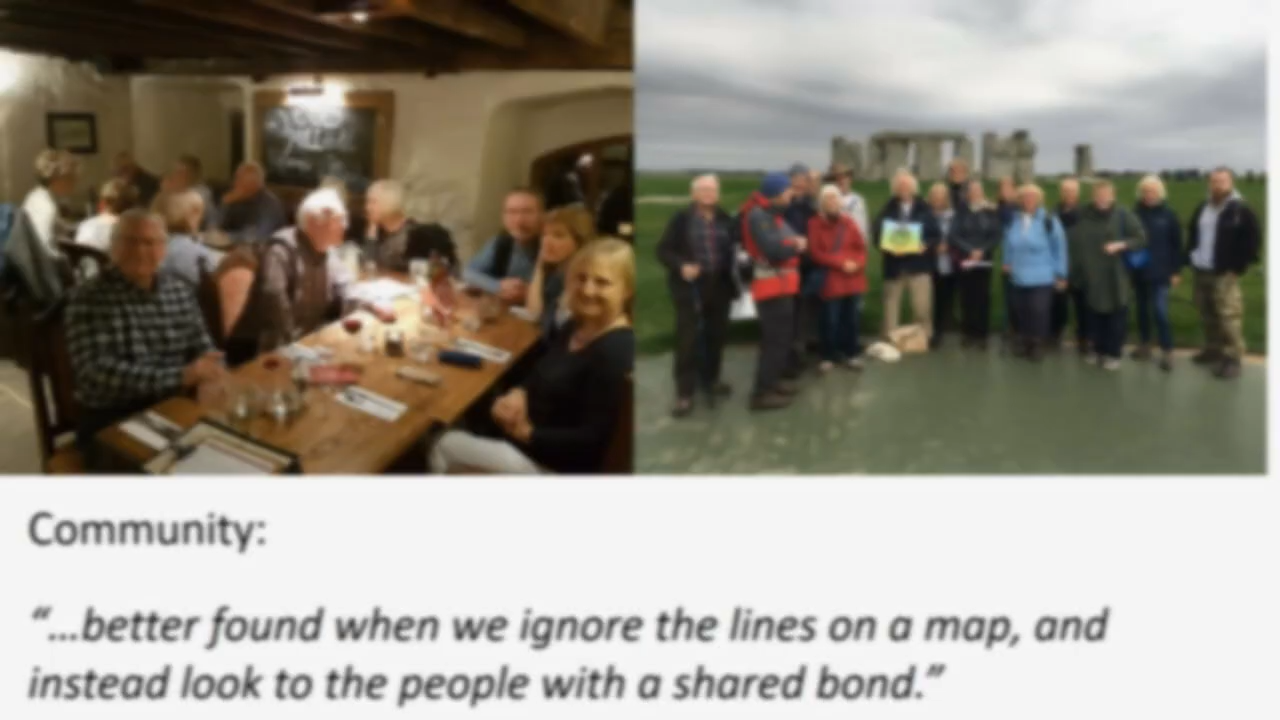 Community:
“...better found when we ignore the lines on a map, and
instead look to the people with a shared bond.”